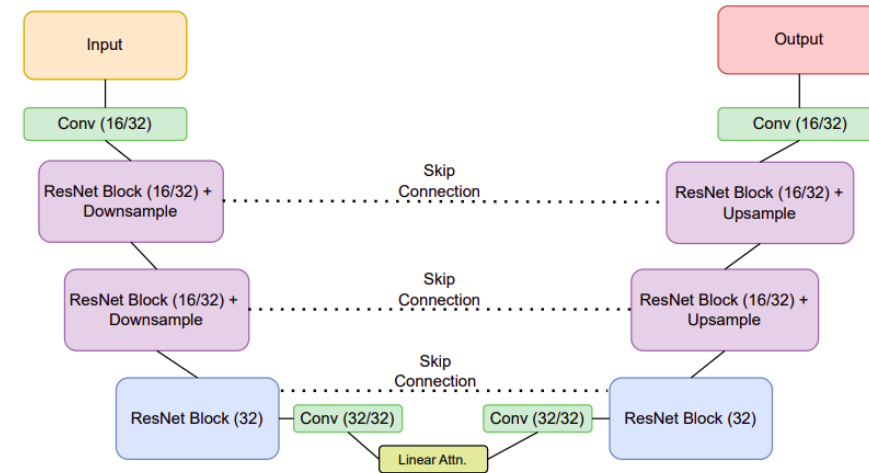 Input
Output
Conv (16/32)
Conv (16/32)
Skip
Connection
ResNet Block (16/32) +
Downsample
ResNet Block (16/32) +
Upsample
Skip
Connection
ResNet Block (16/32) +
Downsample
ResNet Block (16/32) +
Upsample
Skip
Connection
ResNet Block (32)
Conv (32/32)
Conv (32/32)
ResNet Block (32)
Linear Attn.